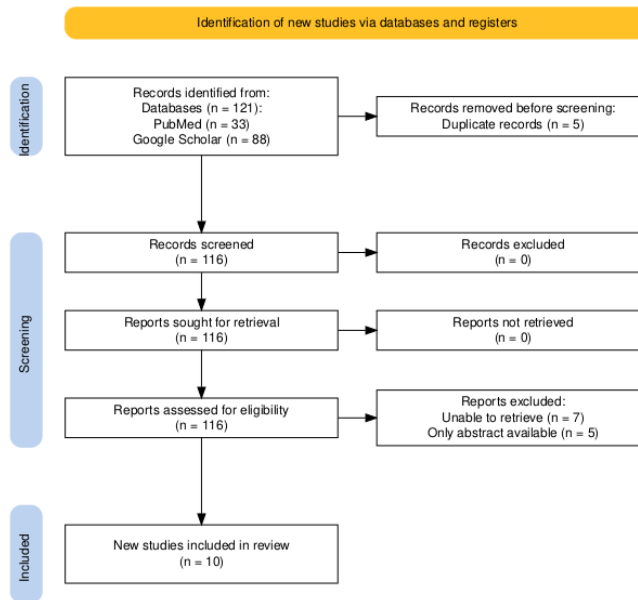 Identification of new studies via databases and registers
Identification
Records identified from:
Databases (n = 121):
PubMed (n = 33)
Google Scholar (n = 88)
Records removed before screening:
Duplicate records (n = 5)
Screening
Records screened
(n = 116)
Records excluded
(n = 0)
Reports sought for retrieval
(n = 116)
Reports not retrieved
(n = 0)
Reports assessed for eligibility
(n = 116)
Reports excluded:
Unable to retrieve (n = 7)
Only abstract available (n = 5)
Included
New studies included in review
(n = 10)